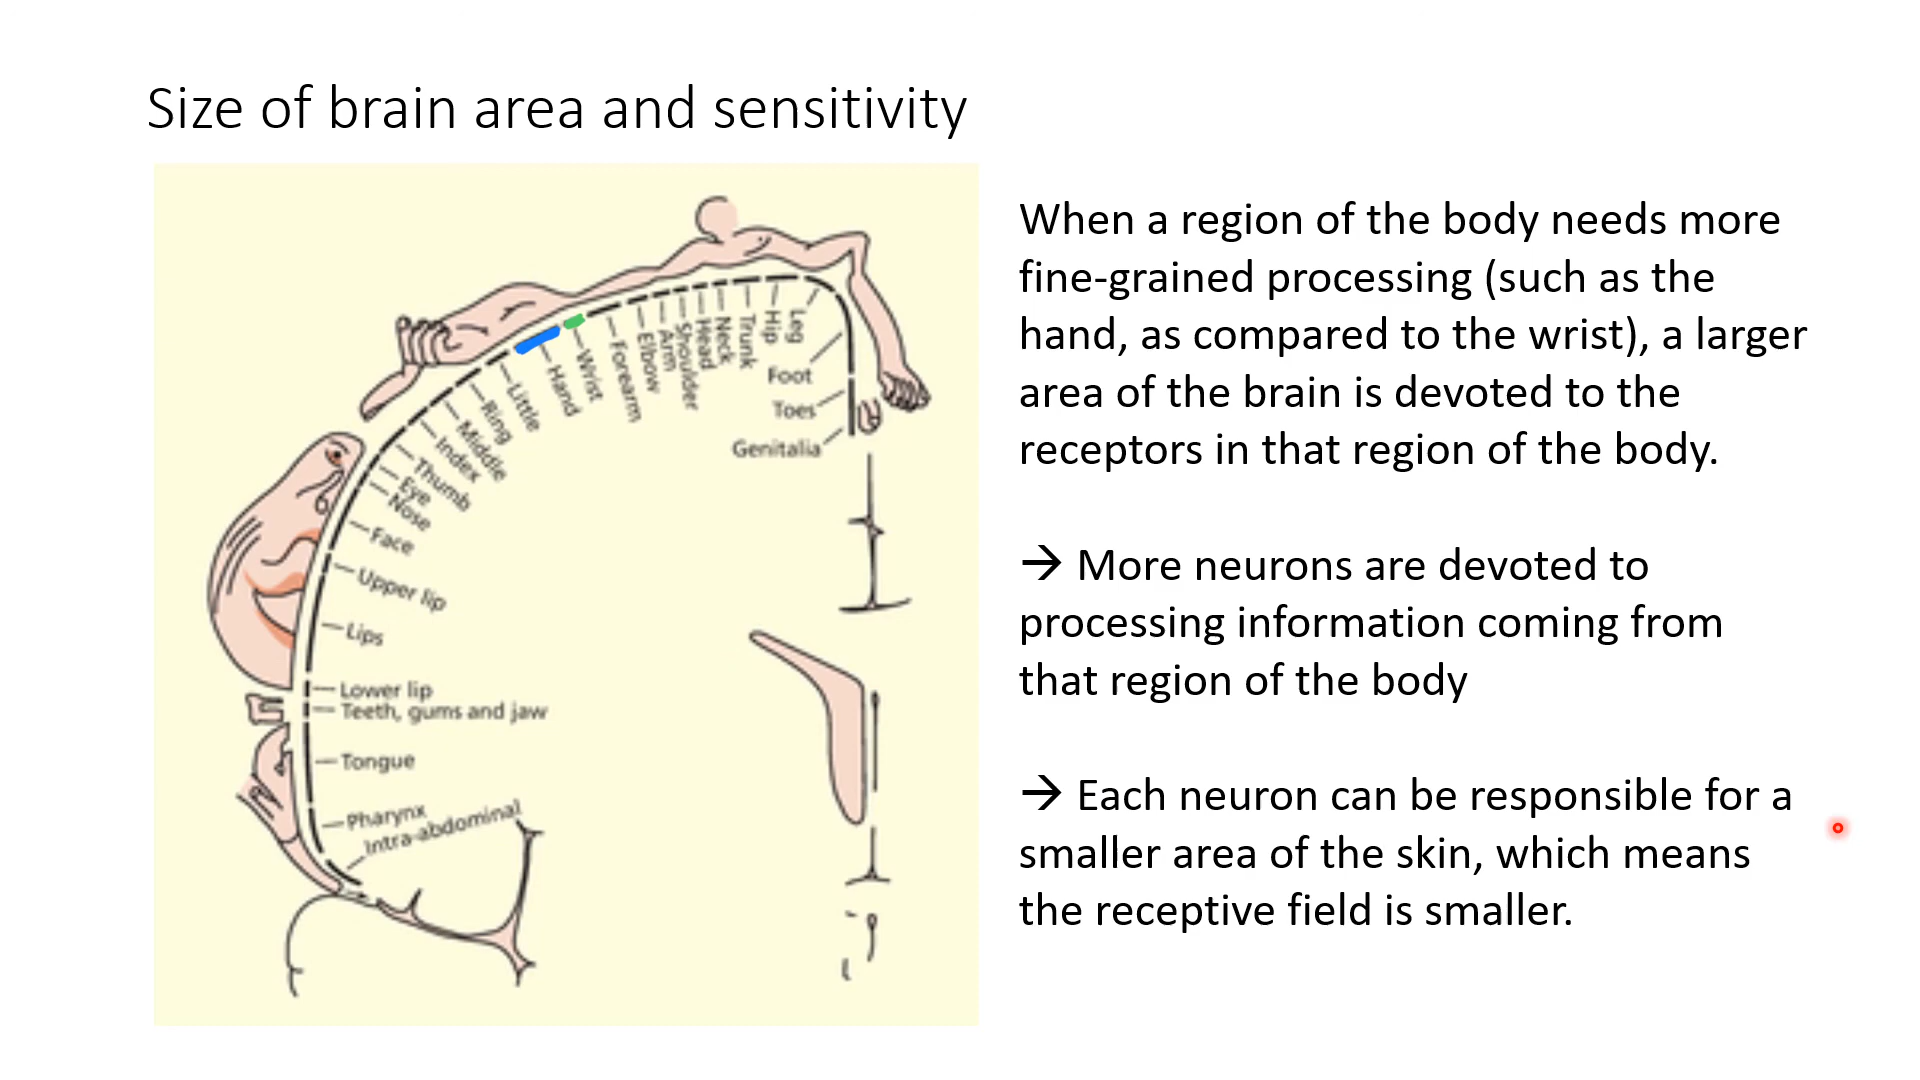 Size of brain area and sensitivity
When a region of the body needs more
fine-grained processing (such as the
hand, as compared to the wrist), a larger
area of the brain is devoted to the
receptors in that region of the body.
→ More neurons are devoted to
processing information coming from
that region of the body
→ Each neuron can be responsible for a
smaller area of the skin, which means
the receptive field is smaller.
Genitalia
Toes
Foot
Leg
Hip
Trunk
Neck
Head
Shoulder
Arm
Elbow
Forearm
Wrist
Hand
Little
Ring
Middle
Index
Thumb
Eye
Nose
Face
Upper lip
Lips
Lower lip
Teeth, gums and jaw
Tongue
Pharynx
Intra-abdominal